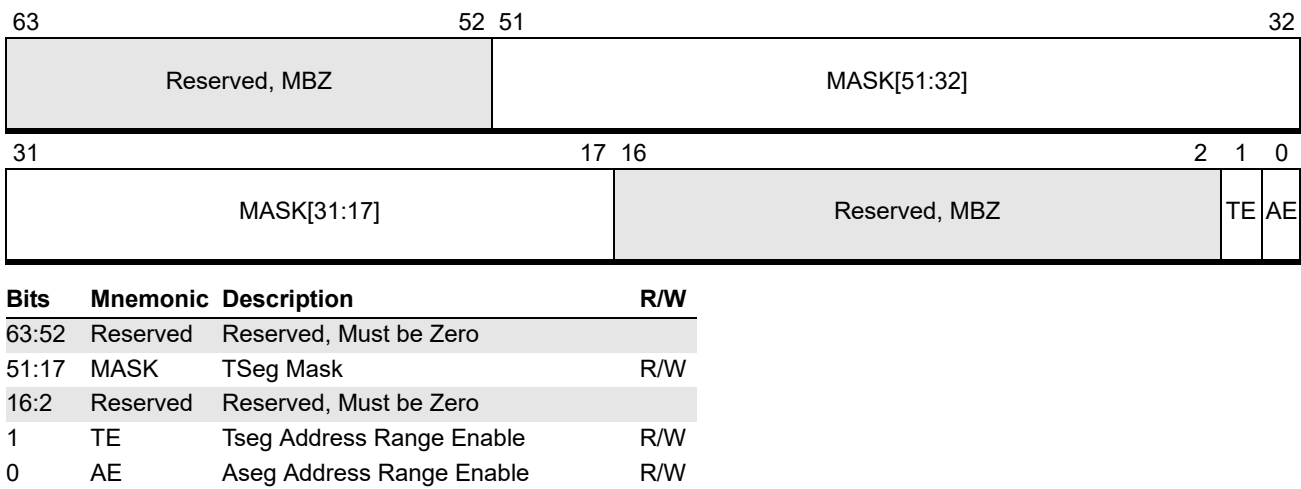 63 52 51 32
Reserved, MBZ MASK[51:32]
31 17 16 2 1 0
MASK[31:17] Reserved, MBZ TE AE
Bits Mnemonic Description R/W
63:52 Reserved Reserved, Must be Zero
51:17 MASK TSeg Mask R/W
16:2 Reserved Reserved, Must be Zero
1 TE Tseg Address Range Enable R/W
0 AE Aseg Address Range Enable R/W